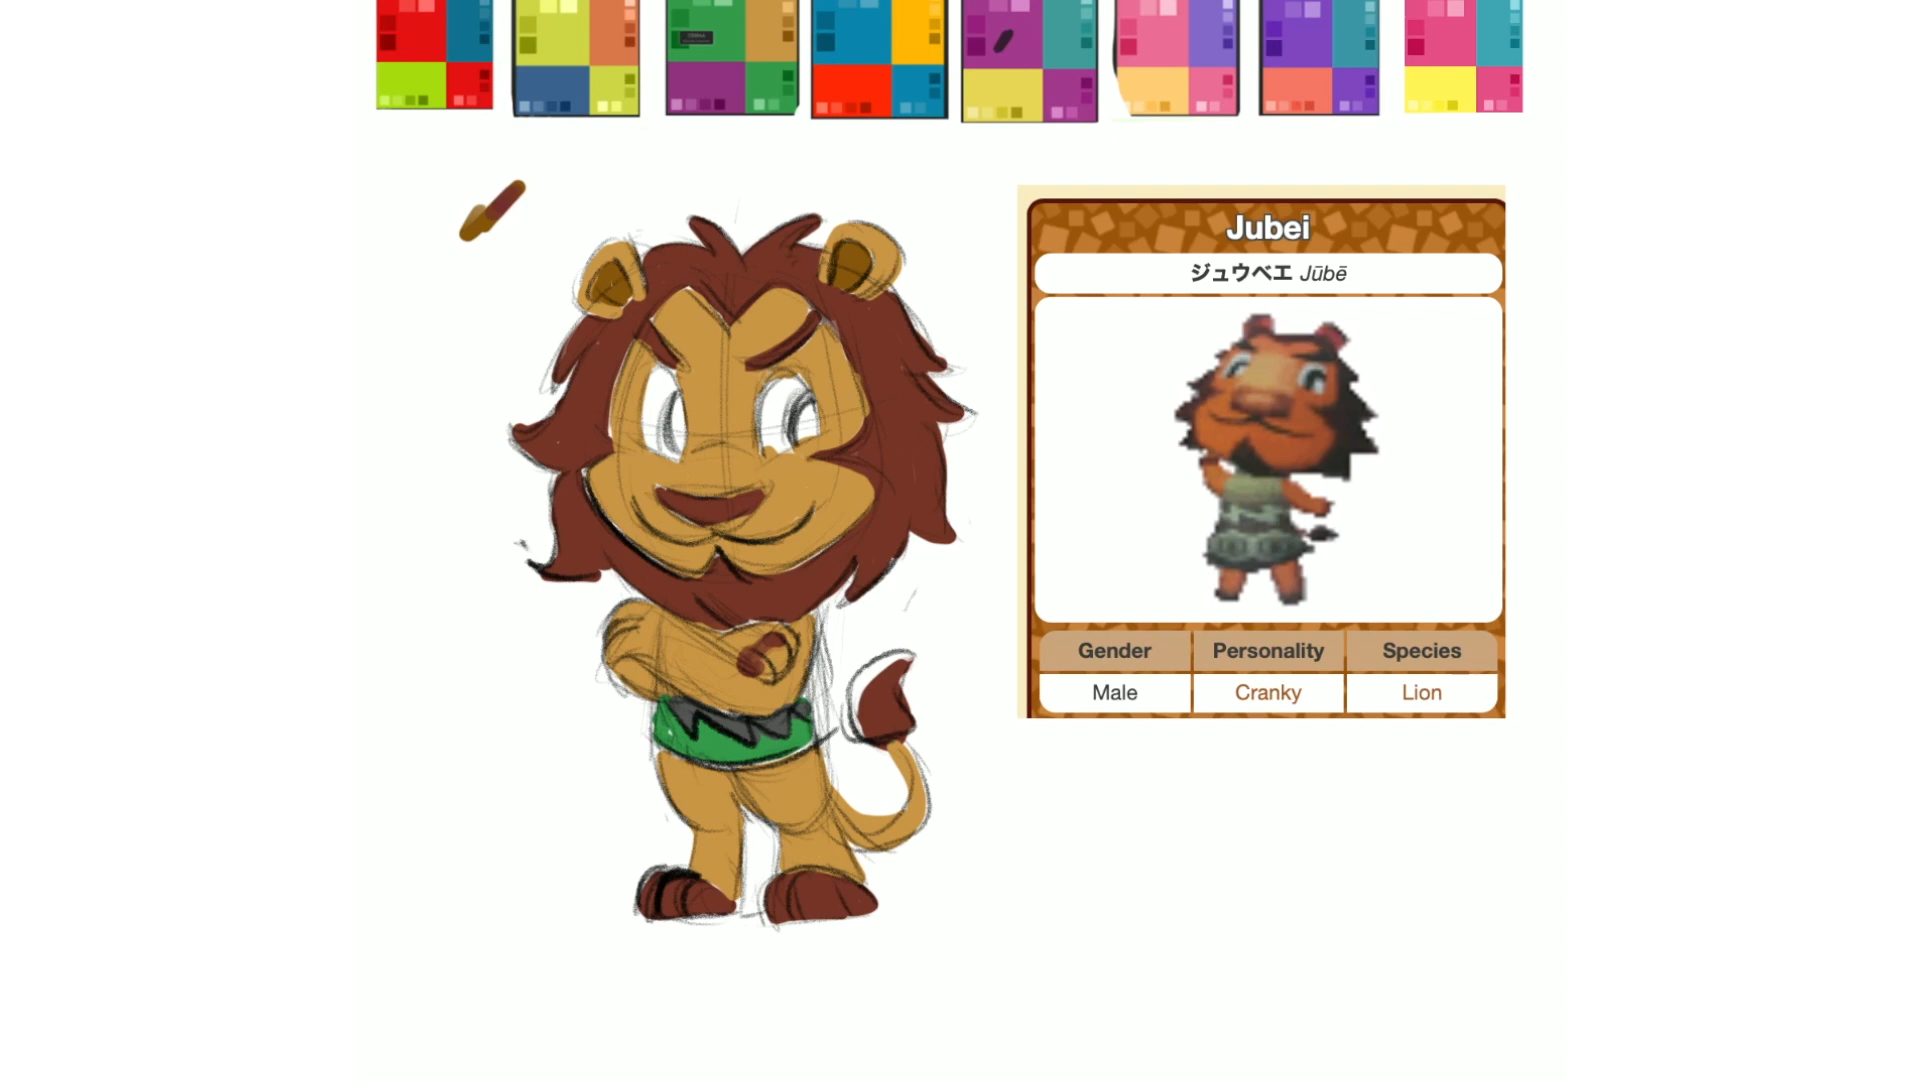 Jubei
ジュウベエ Jūbē
Gender Personality Species
Male Cranky Lion